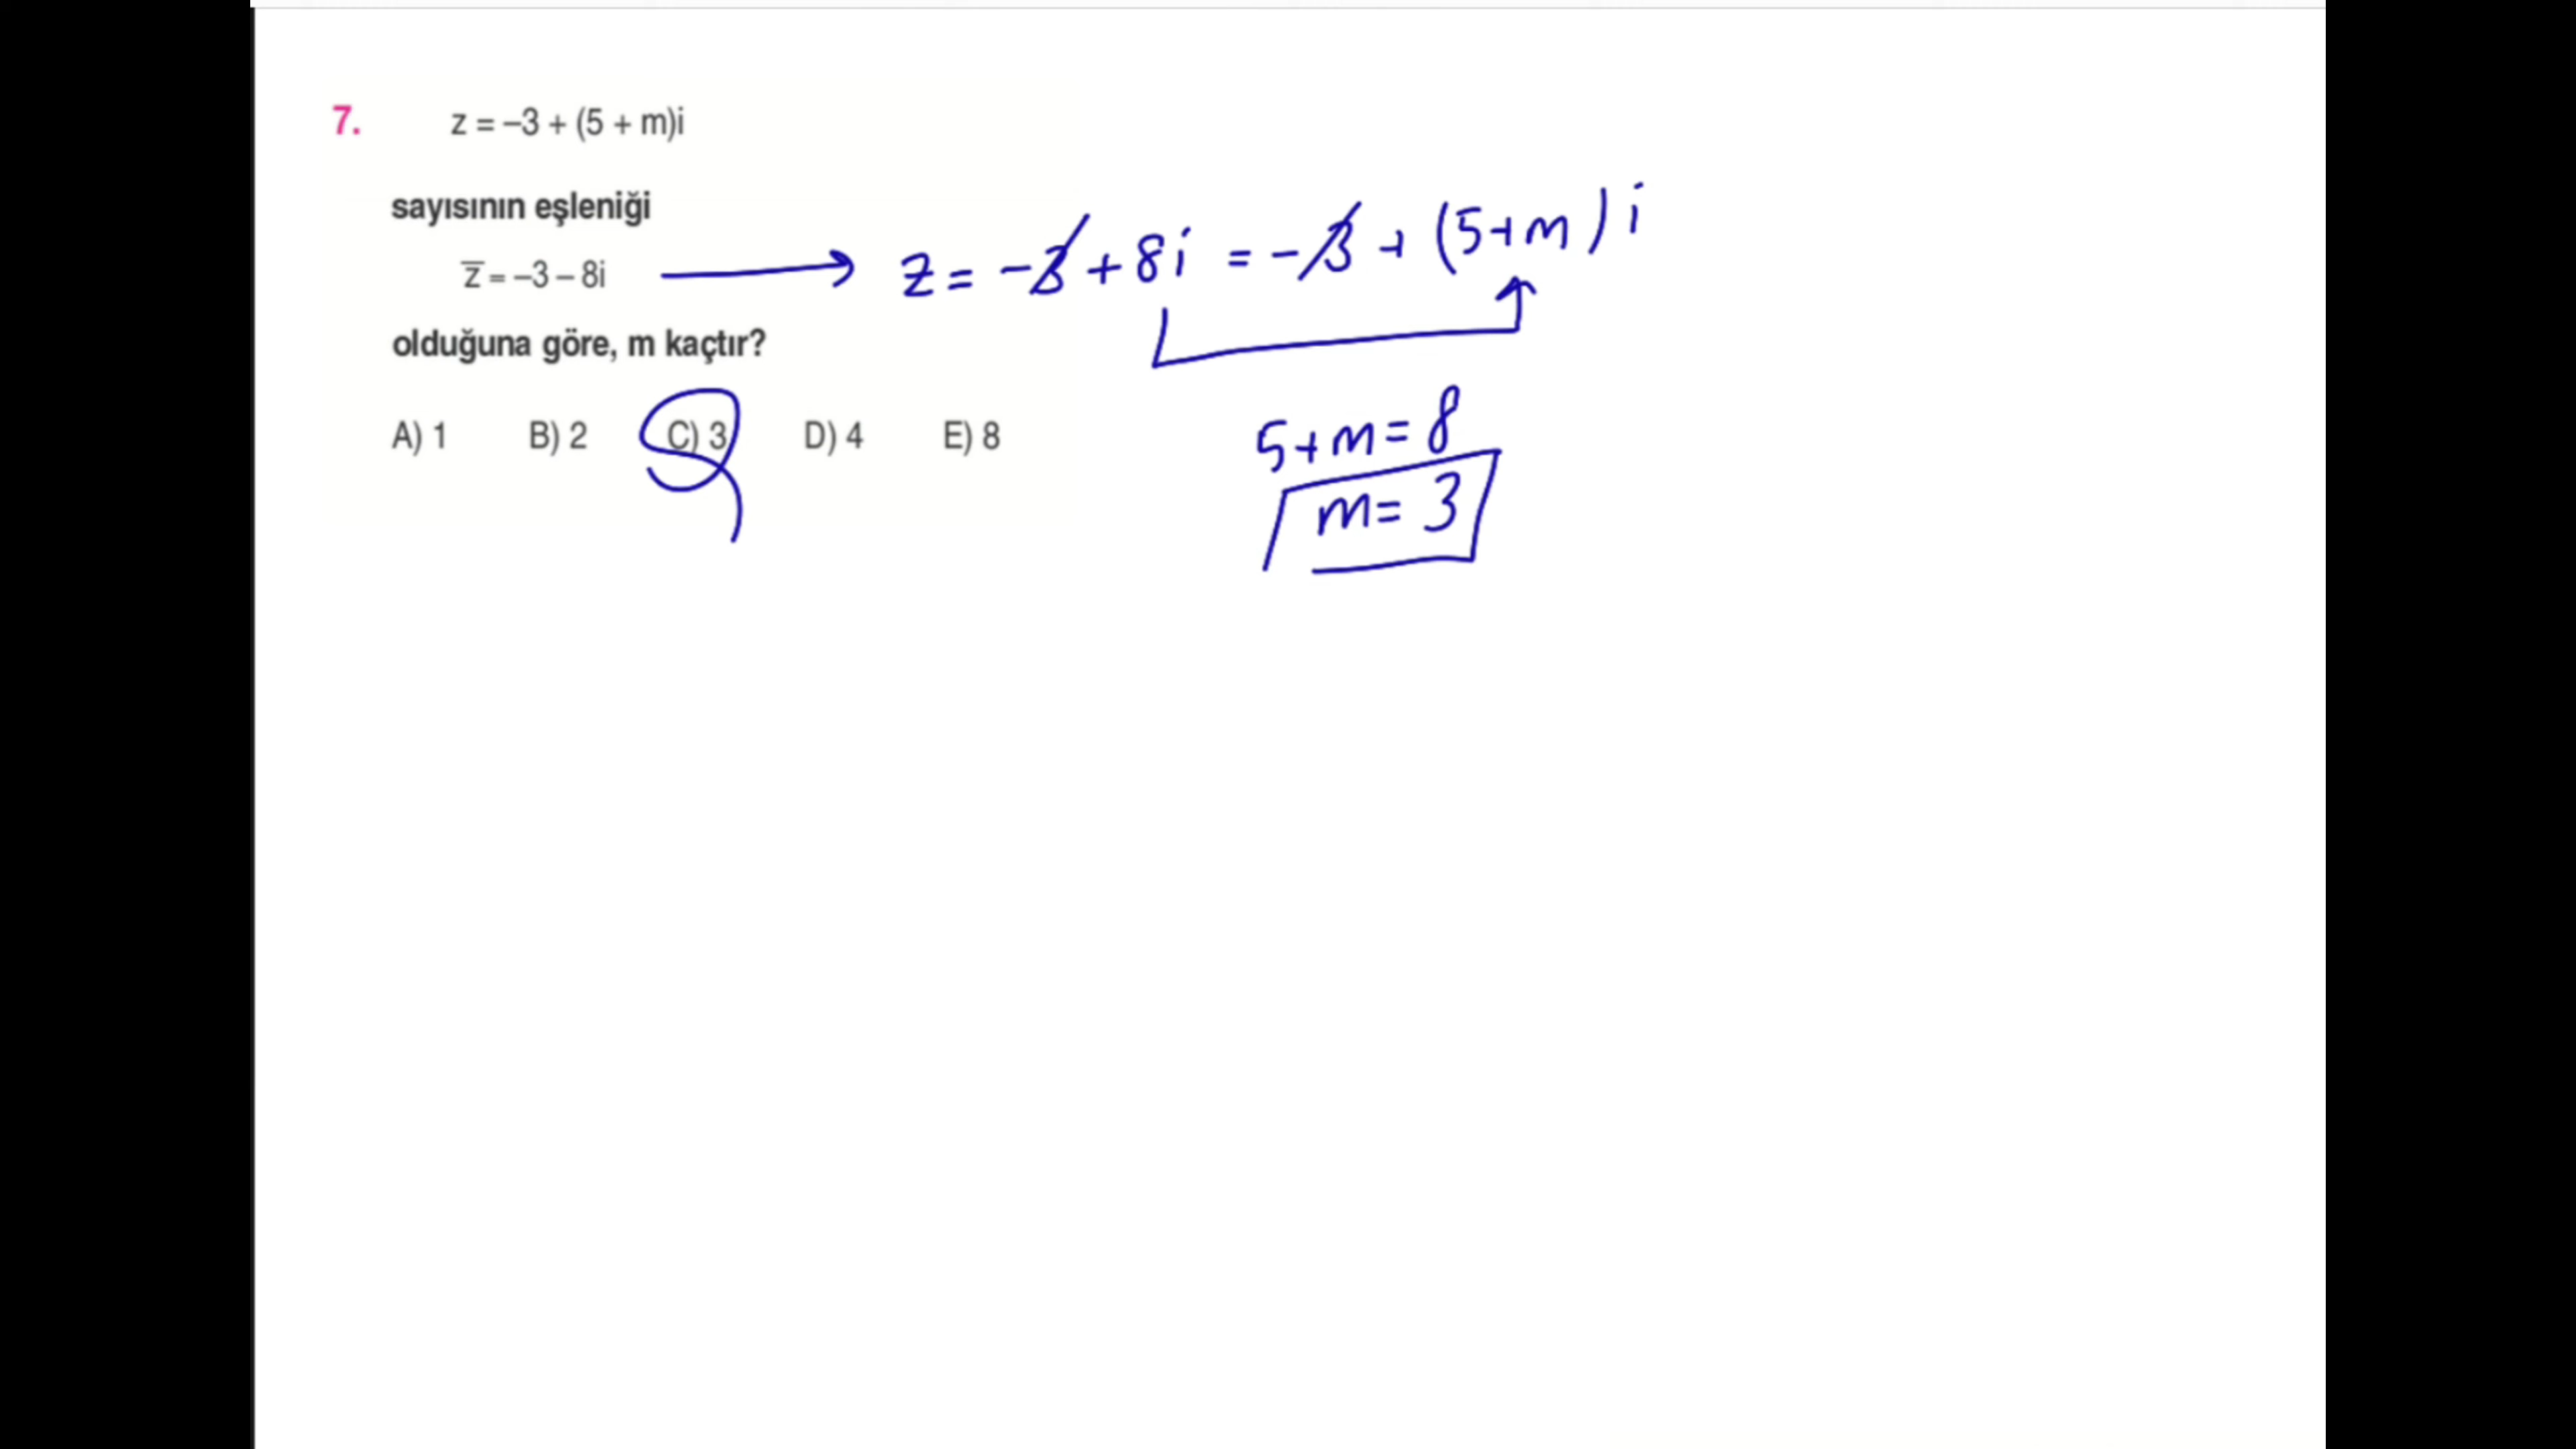 7. z = –3 + (5 + m)i
sayısının eşleniği
z̅ = –3 – 8i → z = -3 + 8i = -3 + (5+m) i
olduğuna göre, m kaçtır?
A) 1 B) 2 C) 3 D) 4 E) 8
5+m = 8
m = 3